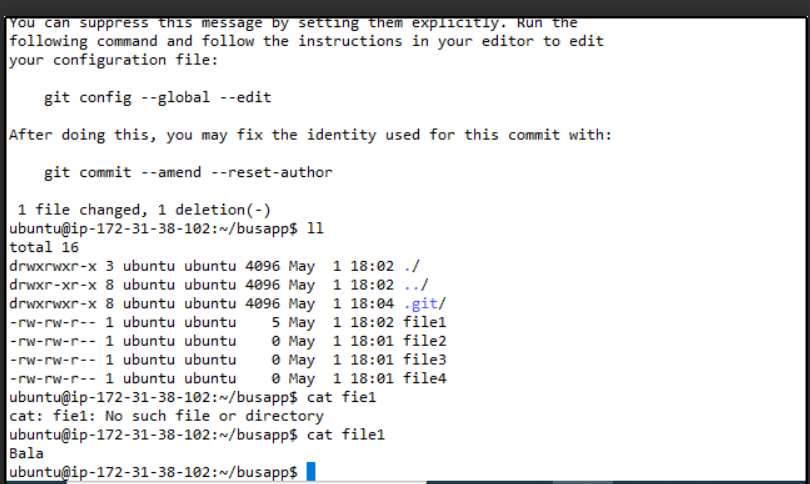 You can suppress this message by setting them explicitly. Run the
following command and follow the instructions in your editor to edit
your configuration file:
git config --global --edit
After doing this, you may fix the identity used for this commit with:
git commit --amend --reset-author
1 file changed, 1 deletion(-)
ubuntu@ip-172-31-38-102:~/busapp$ ll
total 16
drwxrwxr-x 3 ubuntu ubuntu 4096 May  1 18:02 ./
drwxr-xr-x 8 ubuntu ubuntu 4096 May  1 18:02 ../
drwxrwxr-x 8 ubuntu ubuntu 4096 May  1 18:04 .git/
-rw-rw-r-- 1 ubuntu ubuntu    5 May  1 18:02 file1
-rw-rw-r-- 1 ubuntu ubuntu    0 May  1 18:01 file2
-rw-rw-r-- 1 ubuntu ubuntu    0 May  1 18:01 file3
-rw-rw-r-- 1 ubuntu ubuntu    0 May  1 18:01 file4
ubuntu@ip-172-31-38-102:~/busapp$ cat fie1
cat: fie1: No such file or directory
ubuntu@ip-172-31-38-102:~/busapp$ cat file1
Bala
ubuntu@ip-172-31-38-102:~/busapp$